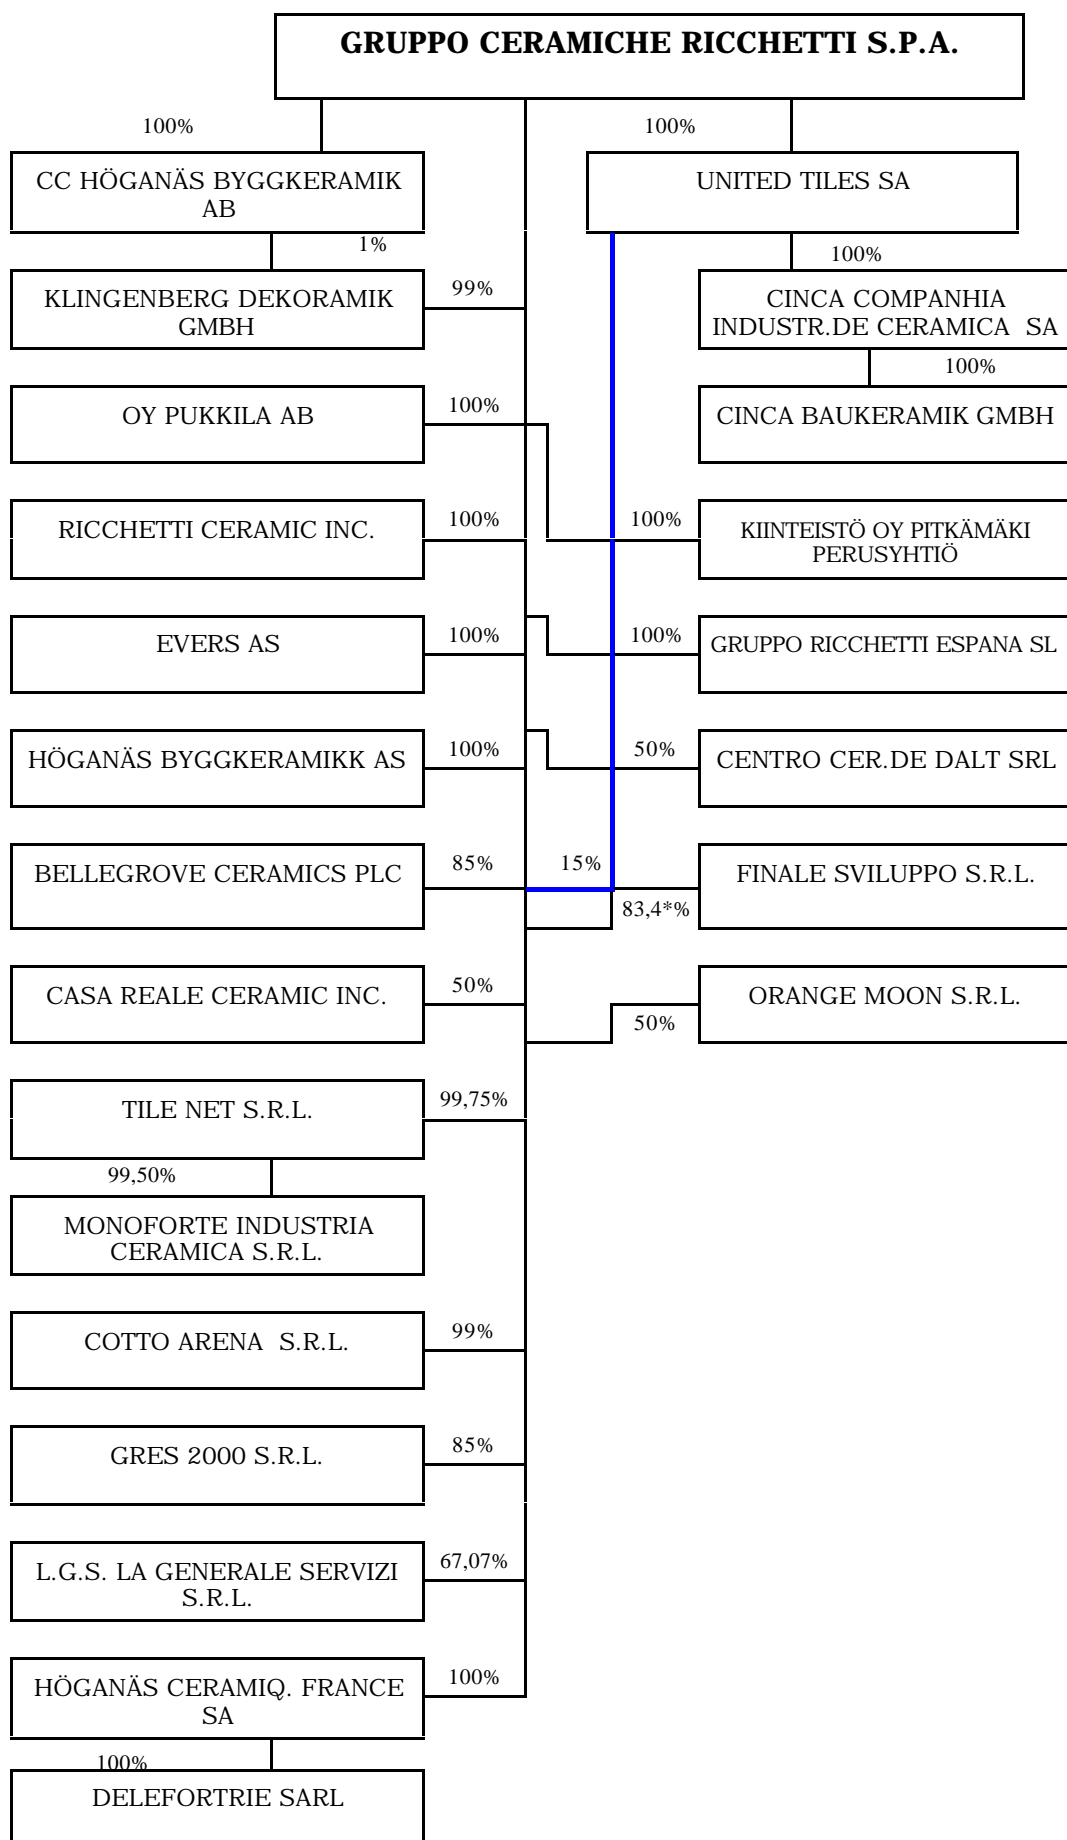 GRUPPO CERAMICHE RICCHETTI S.P.A.
100%
100%
CC HÖGANÄS BYGGKERAMIK
AB
UNITED TILES SA
1%
100%
KLINGENBERG DEKORAMIK
GMBH
99%
CINCA COMPANHIA
INDUSTR.DE CERAMICA SA
100%
OY PUKKILA AB
100%
CINCA BAUKERAMIK GMBH
RICCHETTI CERAMIC INC.
100%
100%
KIINTEISTÖ OY PITKÄMÄKI
PERUSYHTIÖ
EVERS AS
100%
100%
GRUPPO RICCHETTI ESPANA SL
HÖGANÄS BYGGKERAMIKK AS
100%
50%
CENTRO CER.DE DALT SRL
BELLEGROVE CERAMICS PLC
85%
15%
FINALE SVILUPPO S.R.L.
83,4*%
CASA REALE CERAMIC INC.
50%
ORANGE MOON S.R.L.
50%
TILE NET S.R.L.
99,75%
99,50%
MONOFORTE INDUSTRIA
CERAMICA S.R.L.
COTTO ARENA S.R.L.
99%
GRES 2000 S.R.L.
85%
L.G.S. LA GENERALE SERVIZI
S.R.L.
67,07%
HÖGANÄS CERAMIQ. FRANCE
SA
100%
100%
DELEFORTRIE SARL